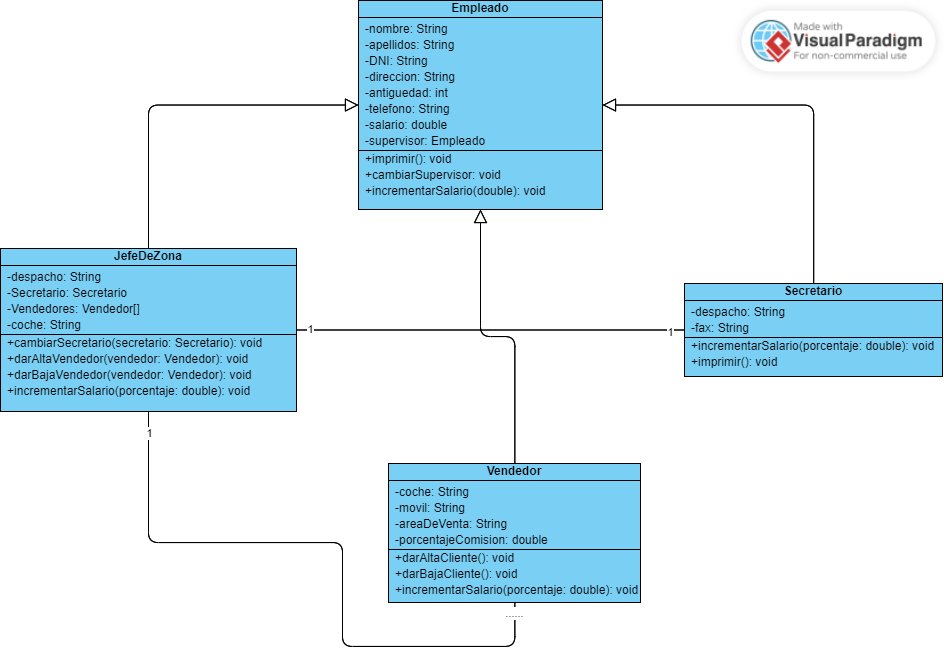 Empleado
-nombre: String
-apellidos: String
-DNI: String
-direccion: String
-antiguedad: int
-telefono: String
-salario: double
-supervisor: Empleado
+imprimir(): void
+cambiarSupervisor: void
+incrementarSalario(double): void
Made with
Visual Paradigm
For non-commercial use
JefeDeZona
-despacho: String
-Secretario: Secretario
-Vendedores: Vendedor[]
-coche: String
+cambiarSecretario(secretario: Secretario): void
+darAltaVendedor(vendedor: Vendedor): void
+darBajaVendedor(vendedor: Vendedor): void
+incrementarSalario(porcentaje: double): void
1
1
Secretario
-despacho: String
-fax: String
+incrementarSalario(porcentaje: double): void
+imprimir(): void
1
Vendedor
-coche: String
-movil: String
-areaDeVenta: String
-porcentajeComision: double
+darAltaCliente(): void
+darBajaCliente(): void
+incrementarSalario(porcentaje: double): void
......